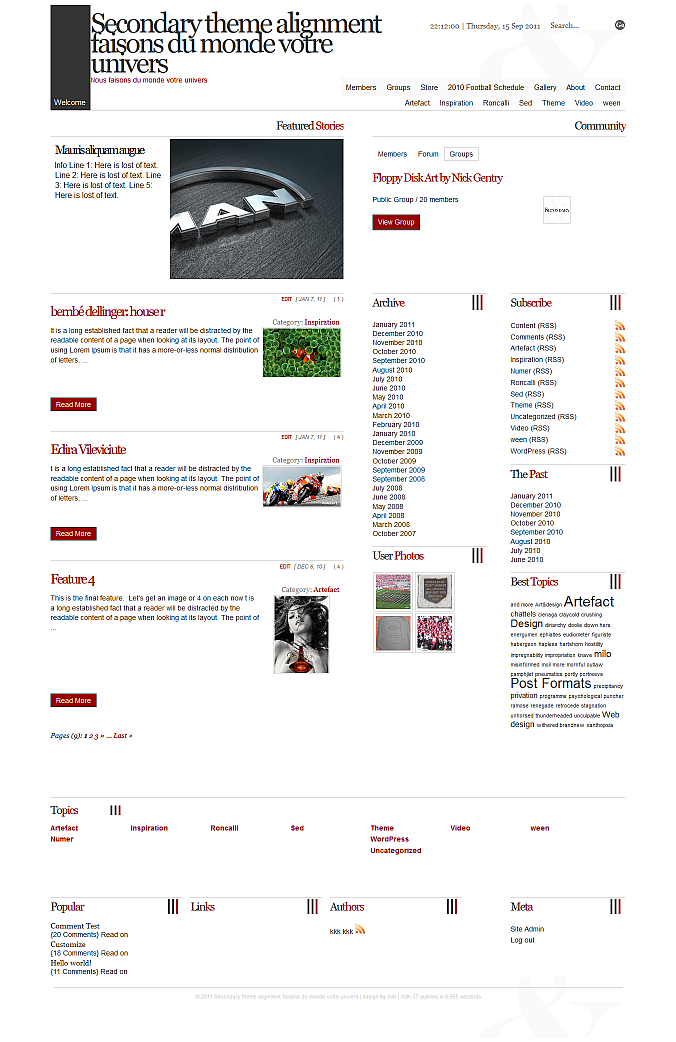 Secondary theme alignment
faisons du monde votre
univers
Nous faisons du monde votre univers
Welcome
22:12:00 | Thursday, 15 Sep 2011
Search...
Go
Members Groups Store 2010 Football Schedule Gallery About Contact
Artefact Inspiration Roncalli Sed Theme Video ween
Featured Stories
Mauris aliquam augue
Info Line 1: Here is lost of text.
Line 2: Here is lost of text. Line
3: Here is lost of text. Line 5:
Here is lost of text.
MANI
Community
Members Forum Groups
Floppy Disk Art by Nick Gentry
Public Group / 20 members
View Group
Secondary
EDIT [ JAN 7, 11 ] ( 1 )
bembé dellinger: house r
Category: Inspiration
It is a long established fact that a reader will be distracted by the
readable content of a page when looking at its layout. The point of
using Lorem Ipsum is that it has a more-or-less normal distribution
of letters, ...
Read More
EDIT [ JAN 7, 11 ] ( 4 )
Edira Vileviciute
Category: Inspiration
t is a long established fact that a reader will be distracted by the
readable content of a page when looking at its layout. The point of
using Lorem Ipsum is that it has a more-or-less normal distribution
of letters, ...
Read More
EDIT [ DEC 6, 10 ] ( 4 )
Feature 4
Category: Artefact
This is the final feature. Let's get an image or 4 on each now t is
a long established fact that a reader will be distracted by the
readable content of a page when looking at its layout. The point of
...
Read More
Pages (9): 1 2 3 » ... Last »
Archive
January 2011
December 2010
November 2010
October 2010
September 2010
August 2010
July 2010
June 2010
May 2010
April 2010
March 2010
February 2010
January 2010
December 2009
November 2009
October 2009
September 2009
September 2008
July 2008
June 2008
May 2008
April 2008
March 2008
October 2007
User Photos
Subscribe
Content (RSS)
Comments (RSS)
Artefact (RSS)
Inspiration (RSS)
Numer (RSS)
Roncalli (RSS)
Sed (RSS)
Theme (RSS)
Uncategorized (RSS)
Video (RSS)
ween (RSS)
WordPress (RSS)
The Past
January 2011
December 2010
November 2010
October 2010
September 2010
August 2010
July 2010
June 2010
Best Topics
and more Art&design Artefact
chattels cienaga claycold crushing
Design dinarchy doolie down here
energumen ephialtes eudiometer figuriste
habergeon hapless hartshorn hostility
impregnability impropriation knave milo
misinformed moil more mornful outlaw
pamphjlet pneumatics portly portreeve
Post Formats precipitancy
privation programme psychological puncher
ramose renegade retrocede stagnation
unhorsed thunderheaded unculpable Web
design withered brandnew xanthopsia
Topics
Artefact Inspiration Roncalli Sed Theme Video ween
Numer WordPress
Uncategorized
Popular
Comment Test
{20 Comments} Read on
Customize
{18 Comments} Read on
Hello world!
{11 Comments} Read on
Links
Authors
kkk kkk
Meta
Site Admin
Log out
© 2011 Secondary theme alignment faisons du monde votre univers | design by milo | With 57 queries in 0.965 seconds